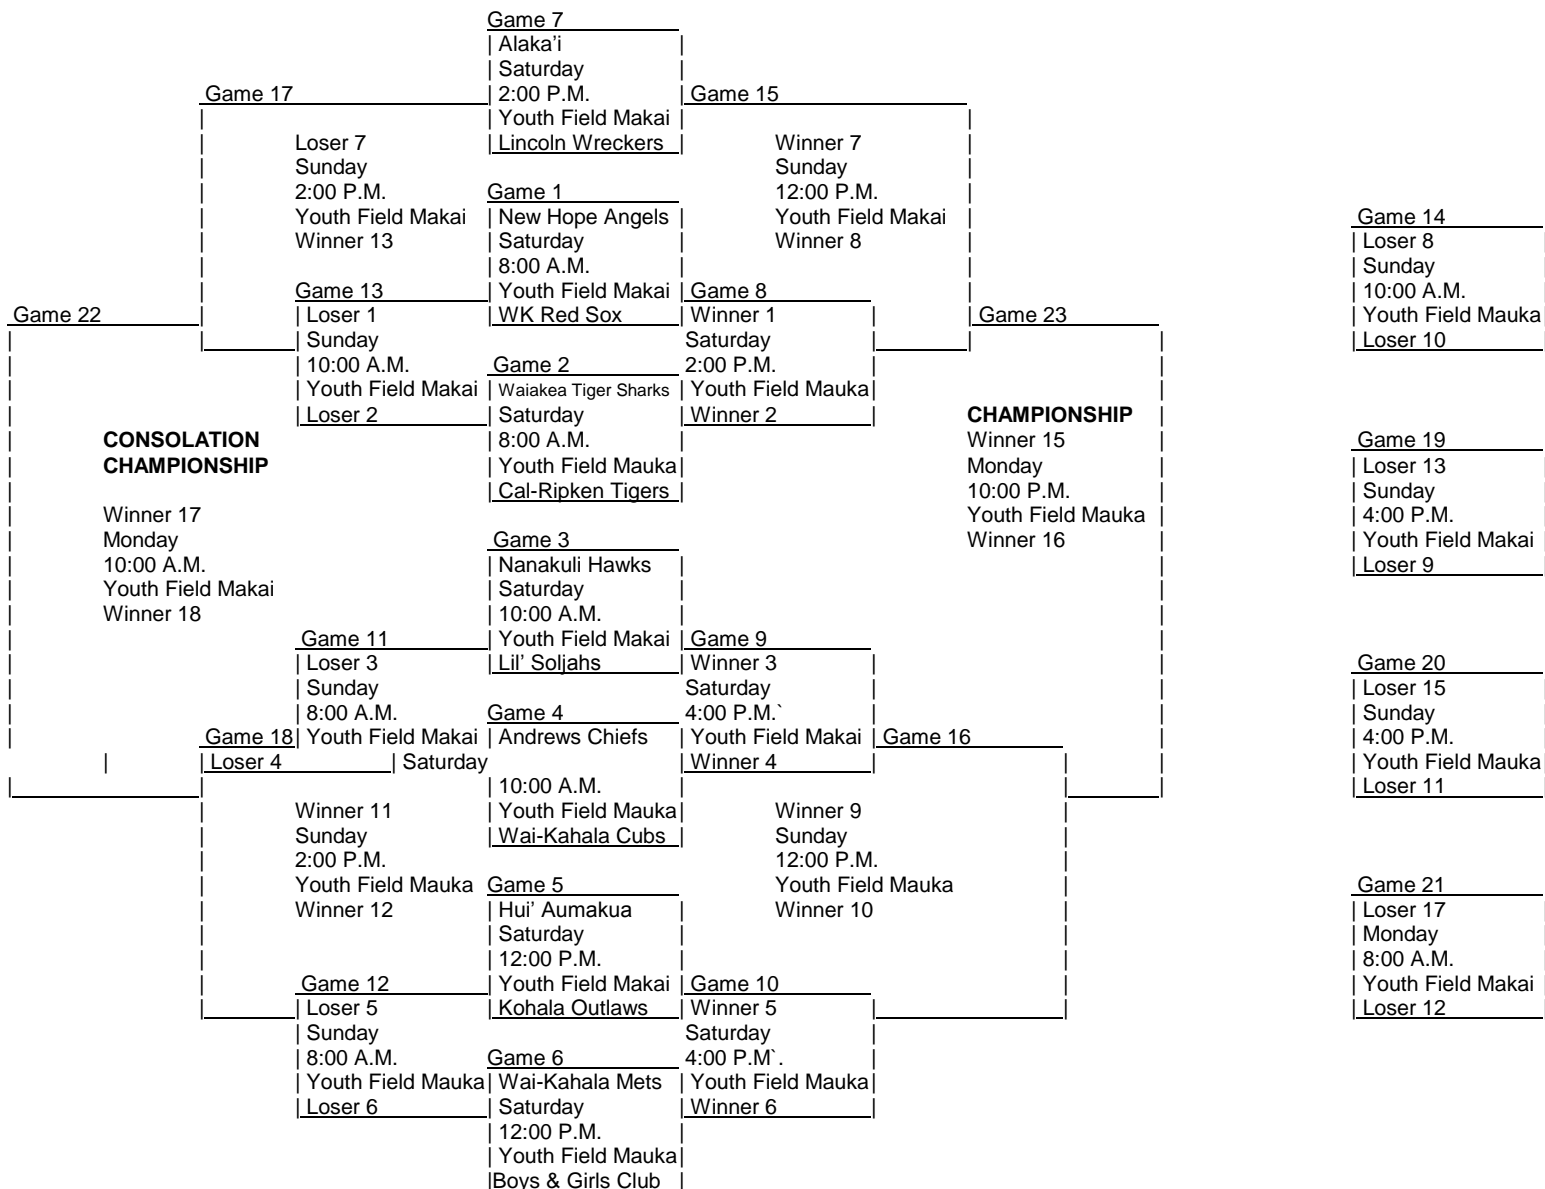 Game 7
Alaka’i
Saturday
Game 17 2:00 P.M. Game 15
Youth Field Makai
Loser 7 Lincoln Wreckers Winner 7
Sunday Sunday
2:00 P.M. Game 1 12:00 P.M.
Youth Field Makai New Hope Angels Youth Field Makai Game 14
Winner 13 Saturday Winner 8 Loser 8
8:00 A.M. Sunday
Game 13 Youth Field Makai Game 8 10:00 A.M.
Game 22 Loser 1 WK Red Sox Winner 1 Game 23 Youth Field Mauka
Sunday Saturday Loser 10
10:00 A.M. Game 2 2:00 P.M.
Youth Field Makai Waiakea Tiger Sharks Youth Field Mauka
Loser 2 Saturday Winner 2 CHAMPIONSHIP
CONSOLATION 8:00 A.M. Winner 15 Game 19
CHAMPIONSHIP Youth Field Mauka Monday Loser 13
Cal-Ripken Tigers 10:00 P.M. Sunday
Winner 17 Youth Field Mauka 4:00 P.M.
Monday Game 3 Winner 16 Youth Field Makai
10:00 A.M. Nanakuli Hawks Loser 9
Youth Field Makai Saturday
Winner 18 10:00 A.M.
Game 11 Youth Field Makai Game 9
Loser 3 Lil’ Soljahs Winner 3 Game 20
Sunday Saturday Loser 15
8:00 A.M. Game 4 4:00 P.M.` Sunday
Game 18 Youth Field Makai Andrews Chiefs Youth Field Makai Game 16 4:00 P.M.
Loser 4 Saturday Winner 4 Youth Field Mauka
10:00 A.M. Loser 11
Winner 11 Youth Field Mauka Winner 9
Sunday Wai-Kahala Cubs Sunday
2:00 P.M. 12:00 P.M.
Youth Field Mauka Game 5 Youth Field Mauka Game 21
Winner 12 Hui’ Aumakua Winner 10 Loser 17
Saturday Monday
12:00 P.M. 8:00 A.M.
Game 12 Youth Field Makai Game 10 Youth Field Makai
Loser 5 Kohala Outlaws Winner 5 Loser 12
Sunday Saturday
8:00 A.M. Game 6 4:00 P.M`.
Youth Field Mauka Wai-Kahala Mets Youth Field Mauka
Loser 6 Saturday Winner 6
12:00 P.M.
Youth Field Mauka
Boys & Girls Club